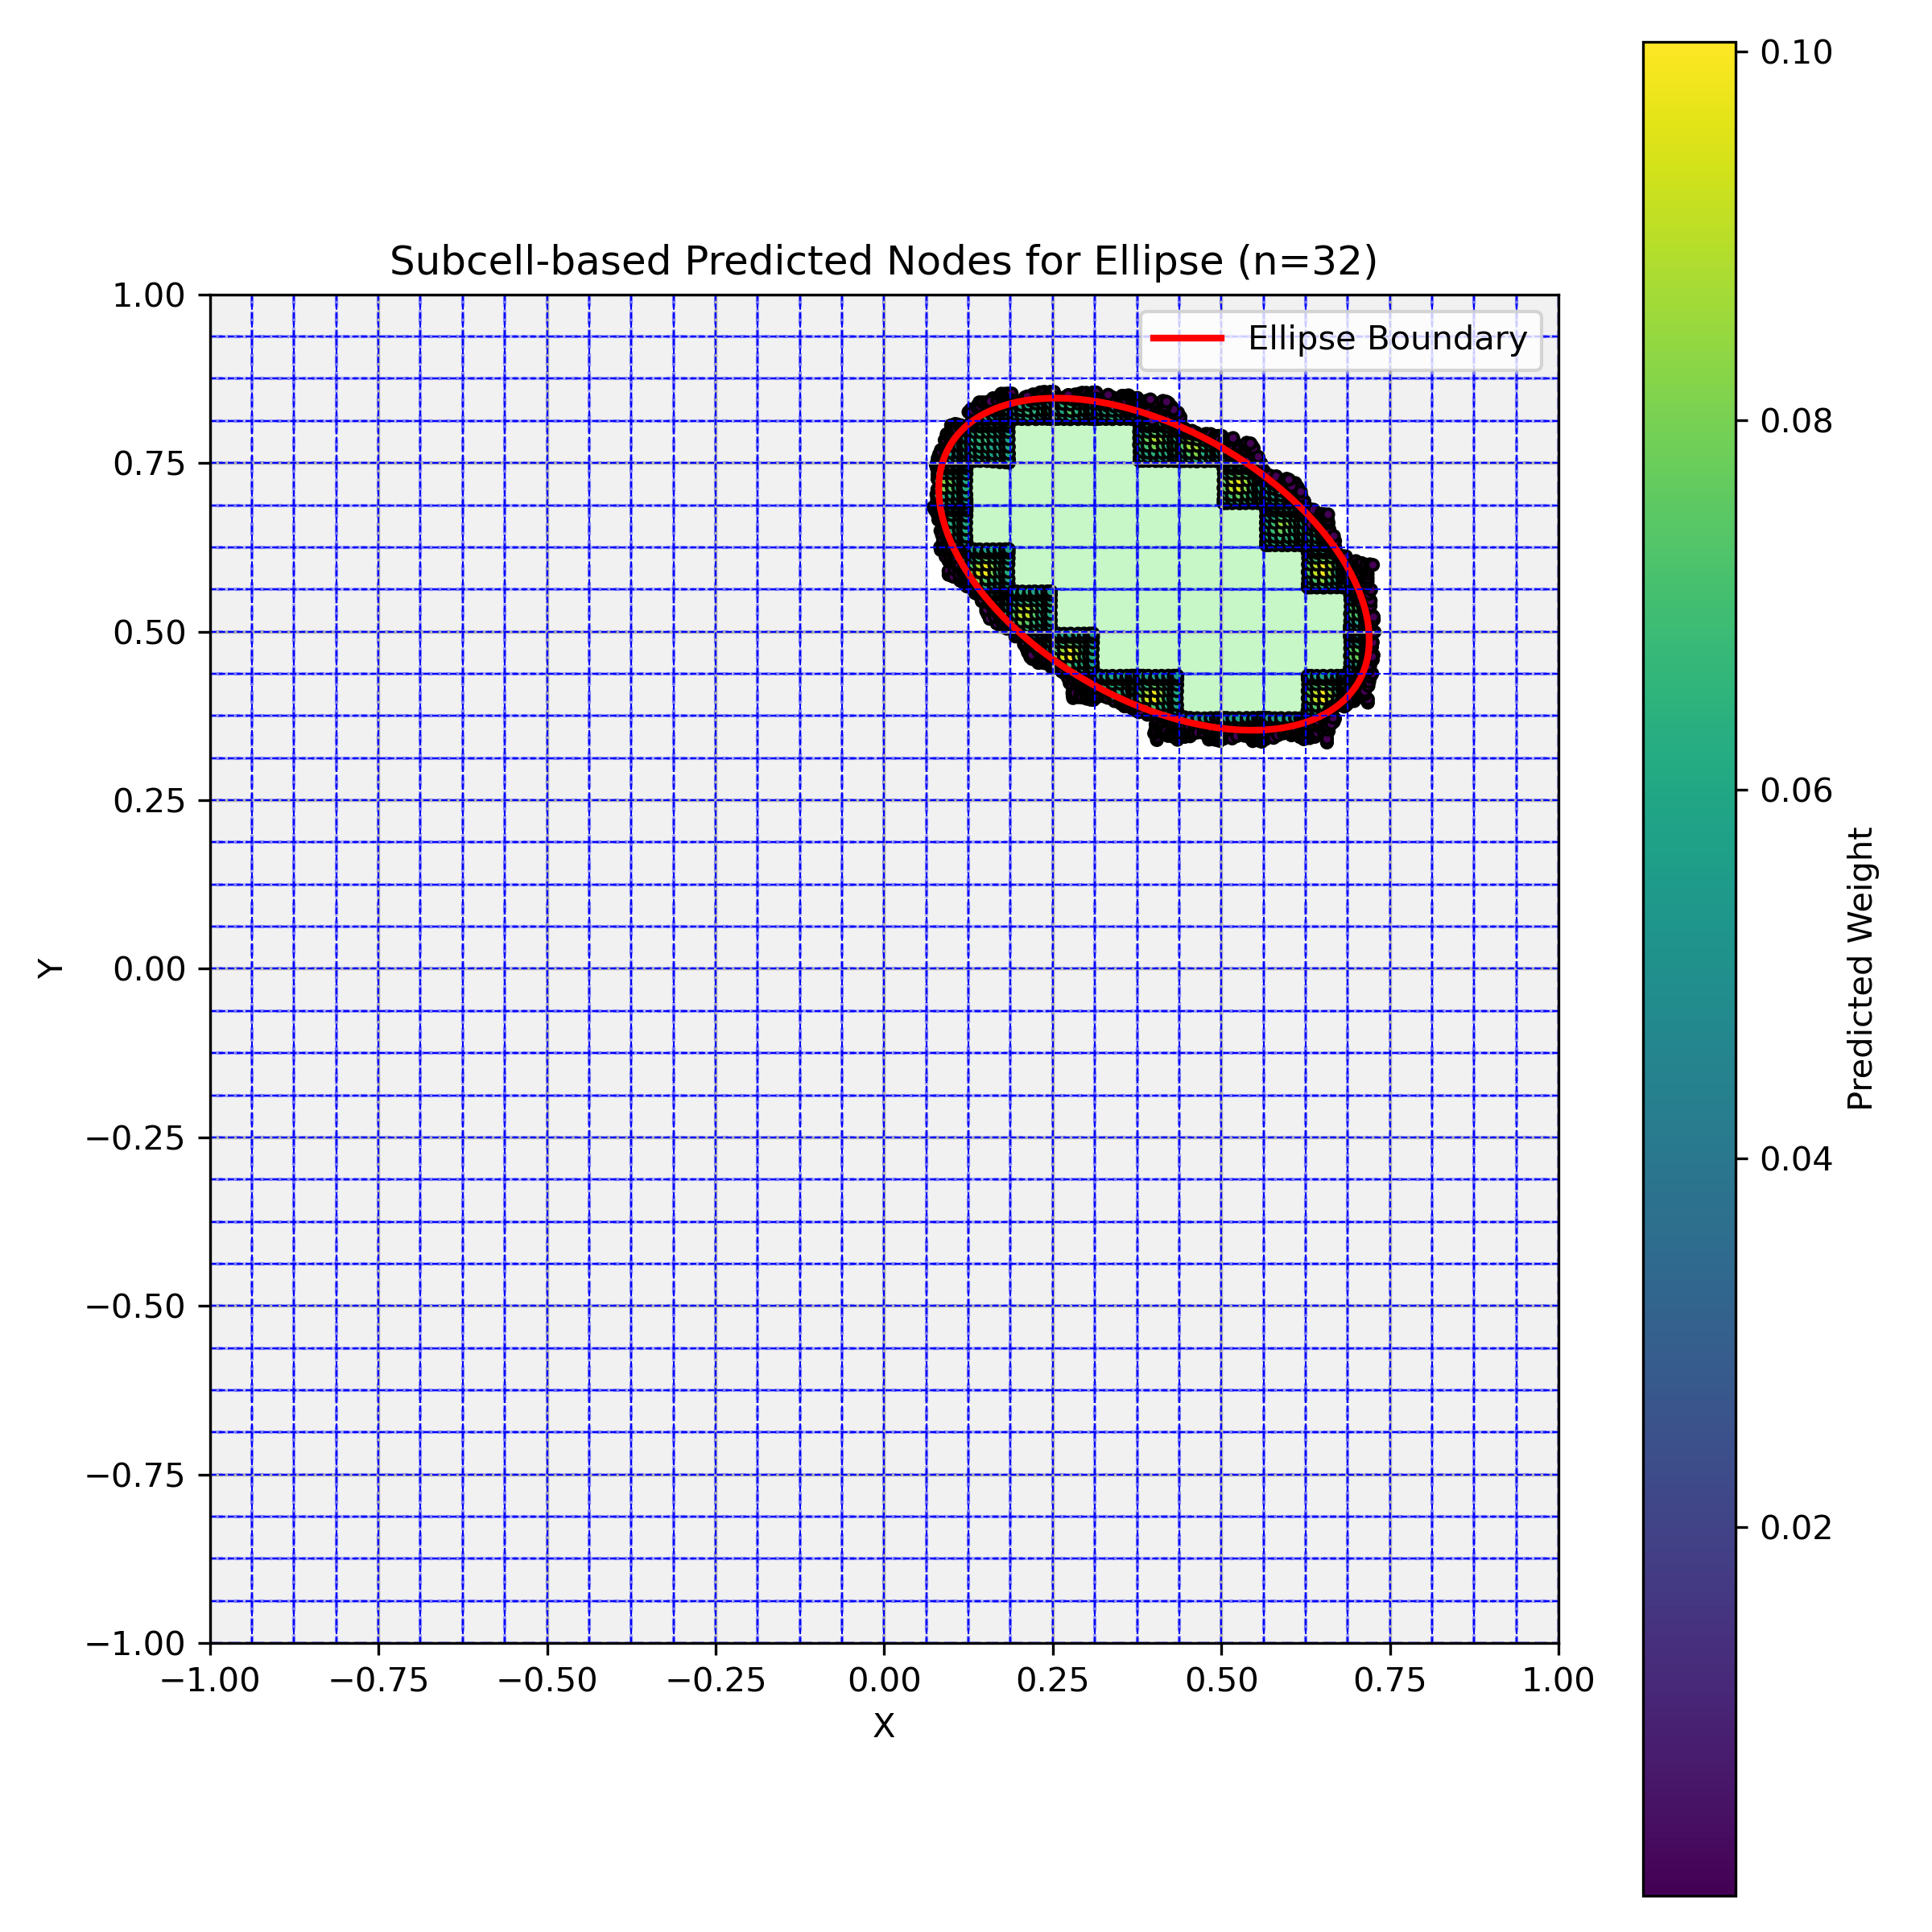 Subcell-based Predicted Nodes for Ellipse (n=32)
Ellipse Boundary
1.00
0.75
0.50
0.25
0.00
−0.25
−0.50
−0.75
−1.00
Y
−1.00 −0.75 −0.50 −0.25 0.00 0.25 0.50 0.75 1.00
X
0.10
0.08
0.06
0.04
0.02
Predicted Weight